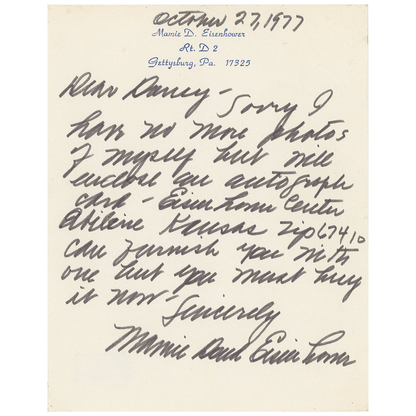 October 27, 1977
Mamie D. Eisenhower
Rt. D 2
Gettysburg, Pa. 17325
Dear Darcey - Sorry I
have no more photos
of myself but will
enclose an autograph
card - Eisenhower Center
Abilene Kansas Zip 67410
can furnish you with
one but you must buy
it now -
Sincerely
Mamie Doud Eisenhower